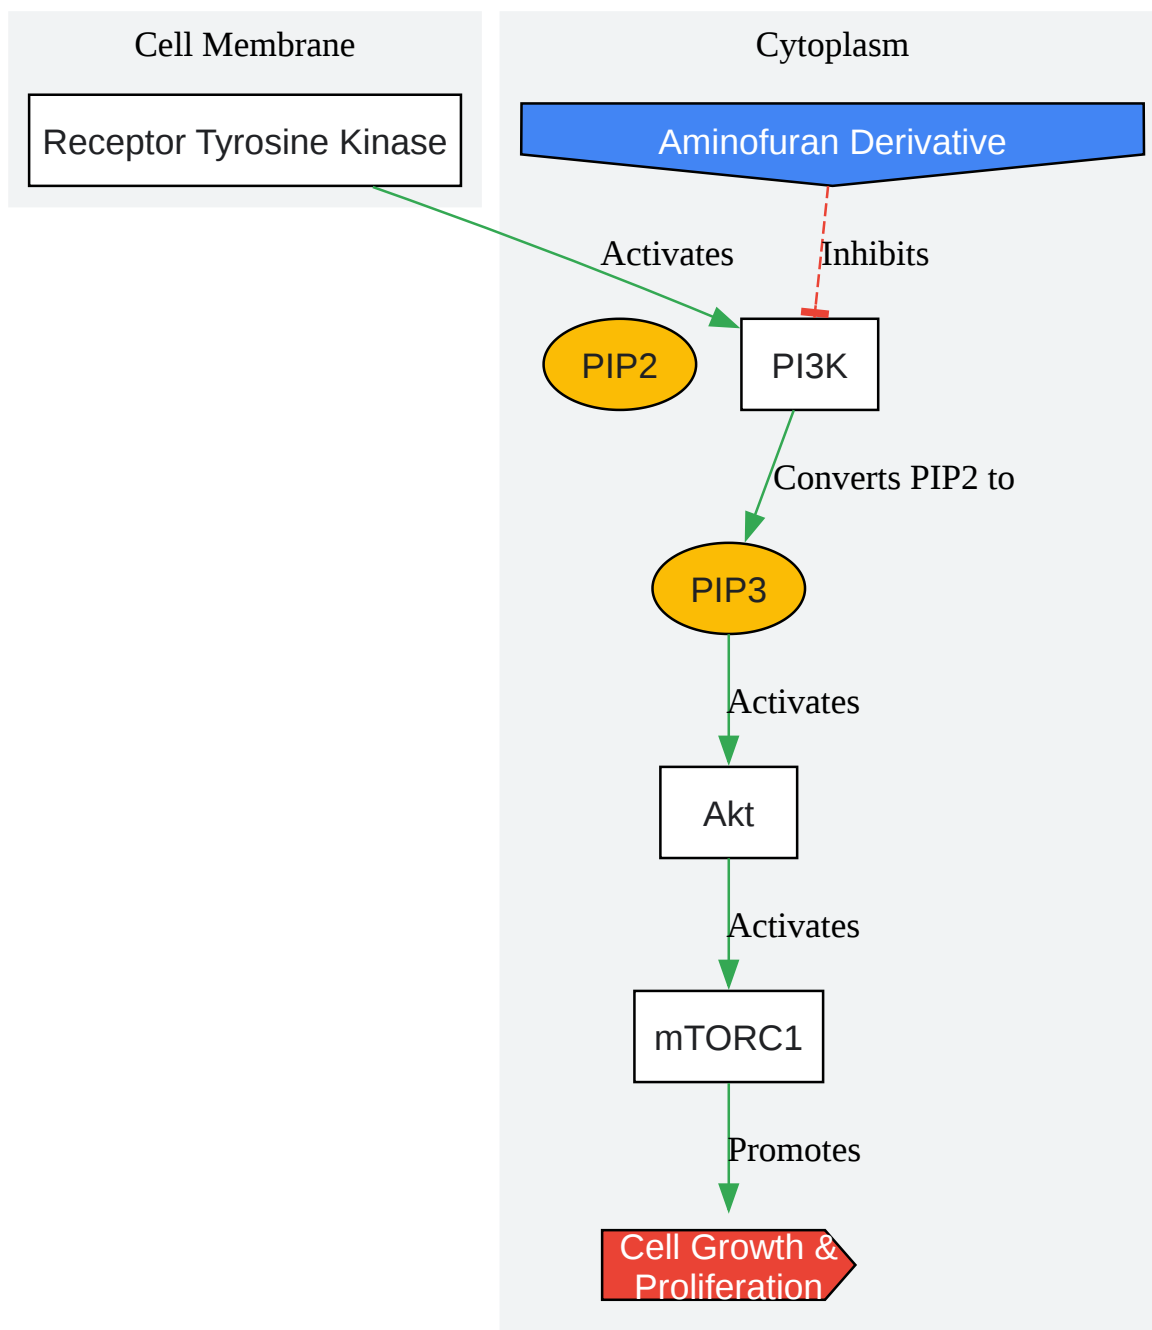 Cell Membrane
Cytoplasm
Receptor Tyrosine Kinase
Aminofuran Derivative
Activates
Inhibits
PIP2
PI3K
Converts PIP2 to
PIP3
Activates
Akt
Activates
mTORC1
Promotes
Cell Growth &
Proliferation